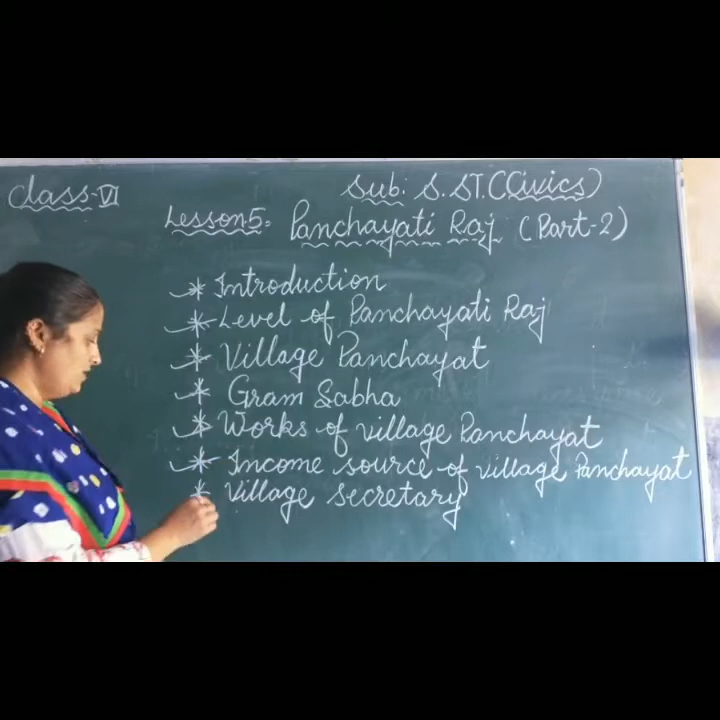 Class-VI
Sub: S.ST.(Civics)
Lesson5: Panchayati Raj (Part-2)
* Introduction
* Level of Panchayati Raj
* Village Panchayat
* Gram Sabha
* Works of village Panchayat
* Income source of village Panchayat
* Village Secretary